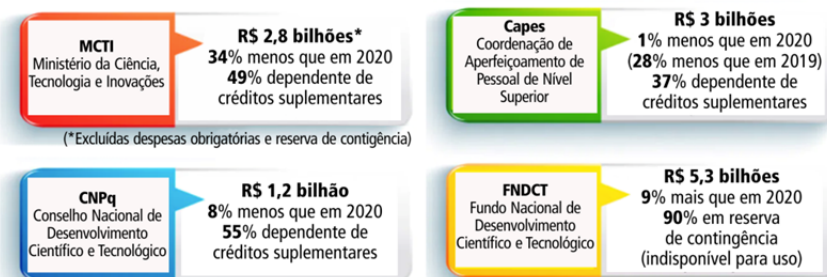 MCTI
Ministério da Ciência,
Tecnologia e Inovações
R$ 2,8 bilhões*
34% menos que em 2020
49% dependente de
créditos suplementares
(*Excluídas despesas obrigatórias e reserva de contigência)
Capes
Coordenação de
Aperfeiçoamento de
Pessoal de Nível
Superior
R$ 3 bilhões
1% menos que em 2020
(28% menos que em 2019)
37% dependente de
créditos suplementares
CNPq
Conselho Nacional de
Desenvolvimento
Científico e Tecnológico
R$ 1,2 bilhão
8% menos que em 2020
55% dependente de
créditos suplementares
FNDCT
Fundo Nacional de
Desenvolvimento
Científico e Tecnológico
R$ 5,3 bilhões
9% mais que em 2020
90% em reserva
de contingência
(indisponível para uso)